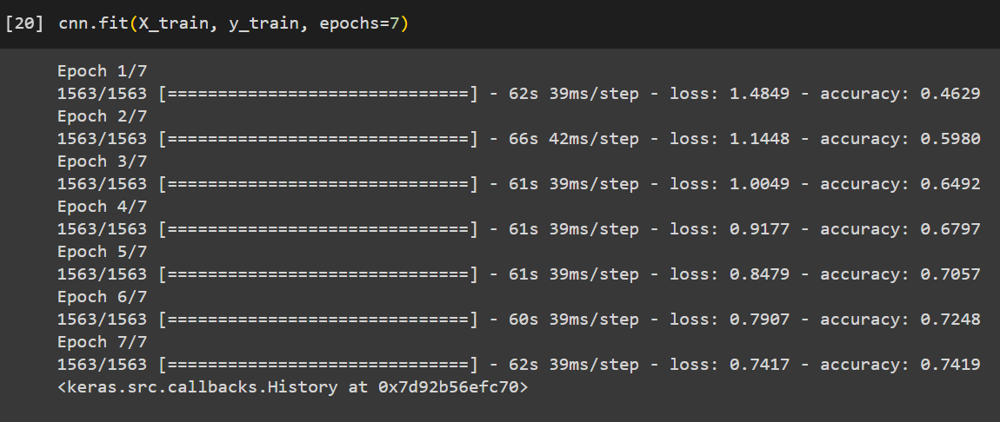 [20] cnn.fit(X_train, y_train, epochs=7)
Epoch 1/7
1563/1563 [==============================] - 62s 39ms/step - loss: 1.4849 - accuracy: 0.4629
Epoch 2/7
1563/1563 [==============================] - 66s 42ms/step - loss: 1.1448 - accuracy: 0.5980
Epoch 3/7
1563/1563 [==============================] - 61s 39ms/step - loss: 1.0049 - accuracy: 0.6492
Epoch 4/7
1563/1563 [==============================] - 61s 39ms/step - loss: 0.9177 - accuracy: 0.6797
Epoch 5/7
1563/1563 [==============================] - 61s 39ms/step - loss: 0.8479 - accuracy: 0.7057
Epoch 6/7
1563/1563 [==============================] - 60s 39ms/step - loss: 0.7907 - accuracy: 0.7248
Epoch 7/7
1563/1563 [==============================] - 62s 39ms/step - loss: 0.7417 - accuracy: 0.7419
<keras.src.callbacks.History at 0x7d92b56efc70>